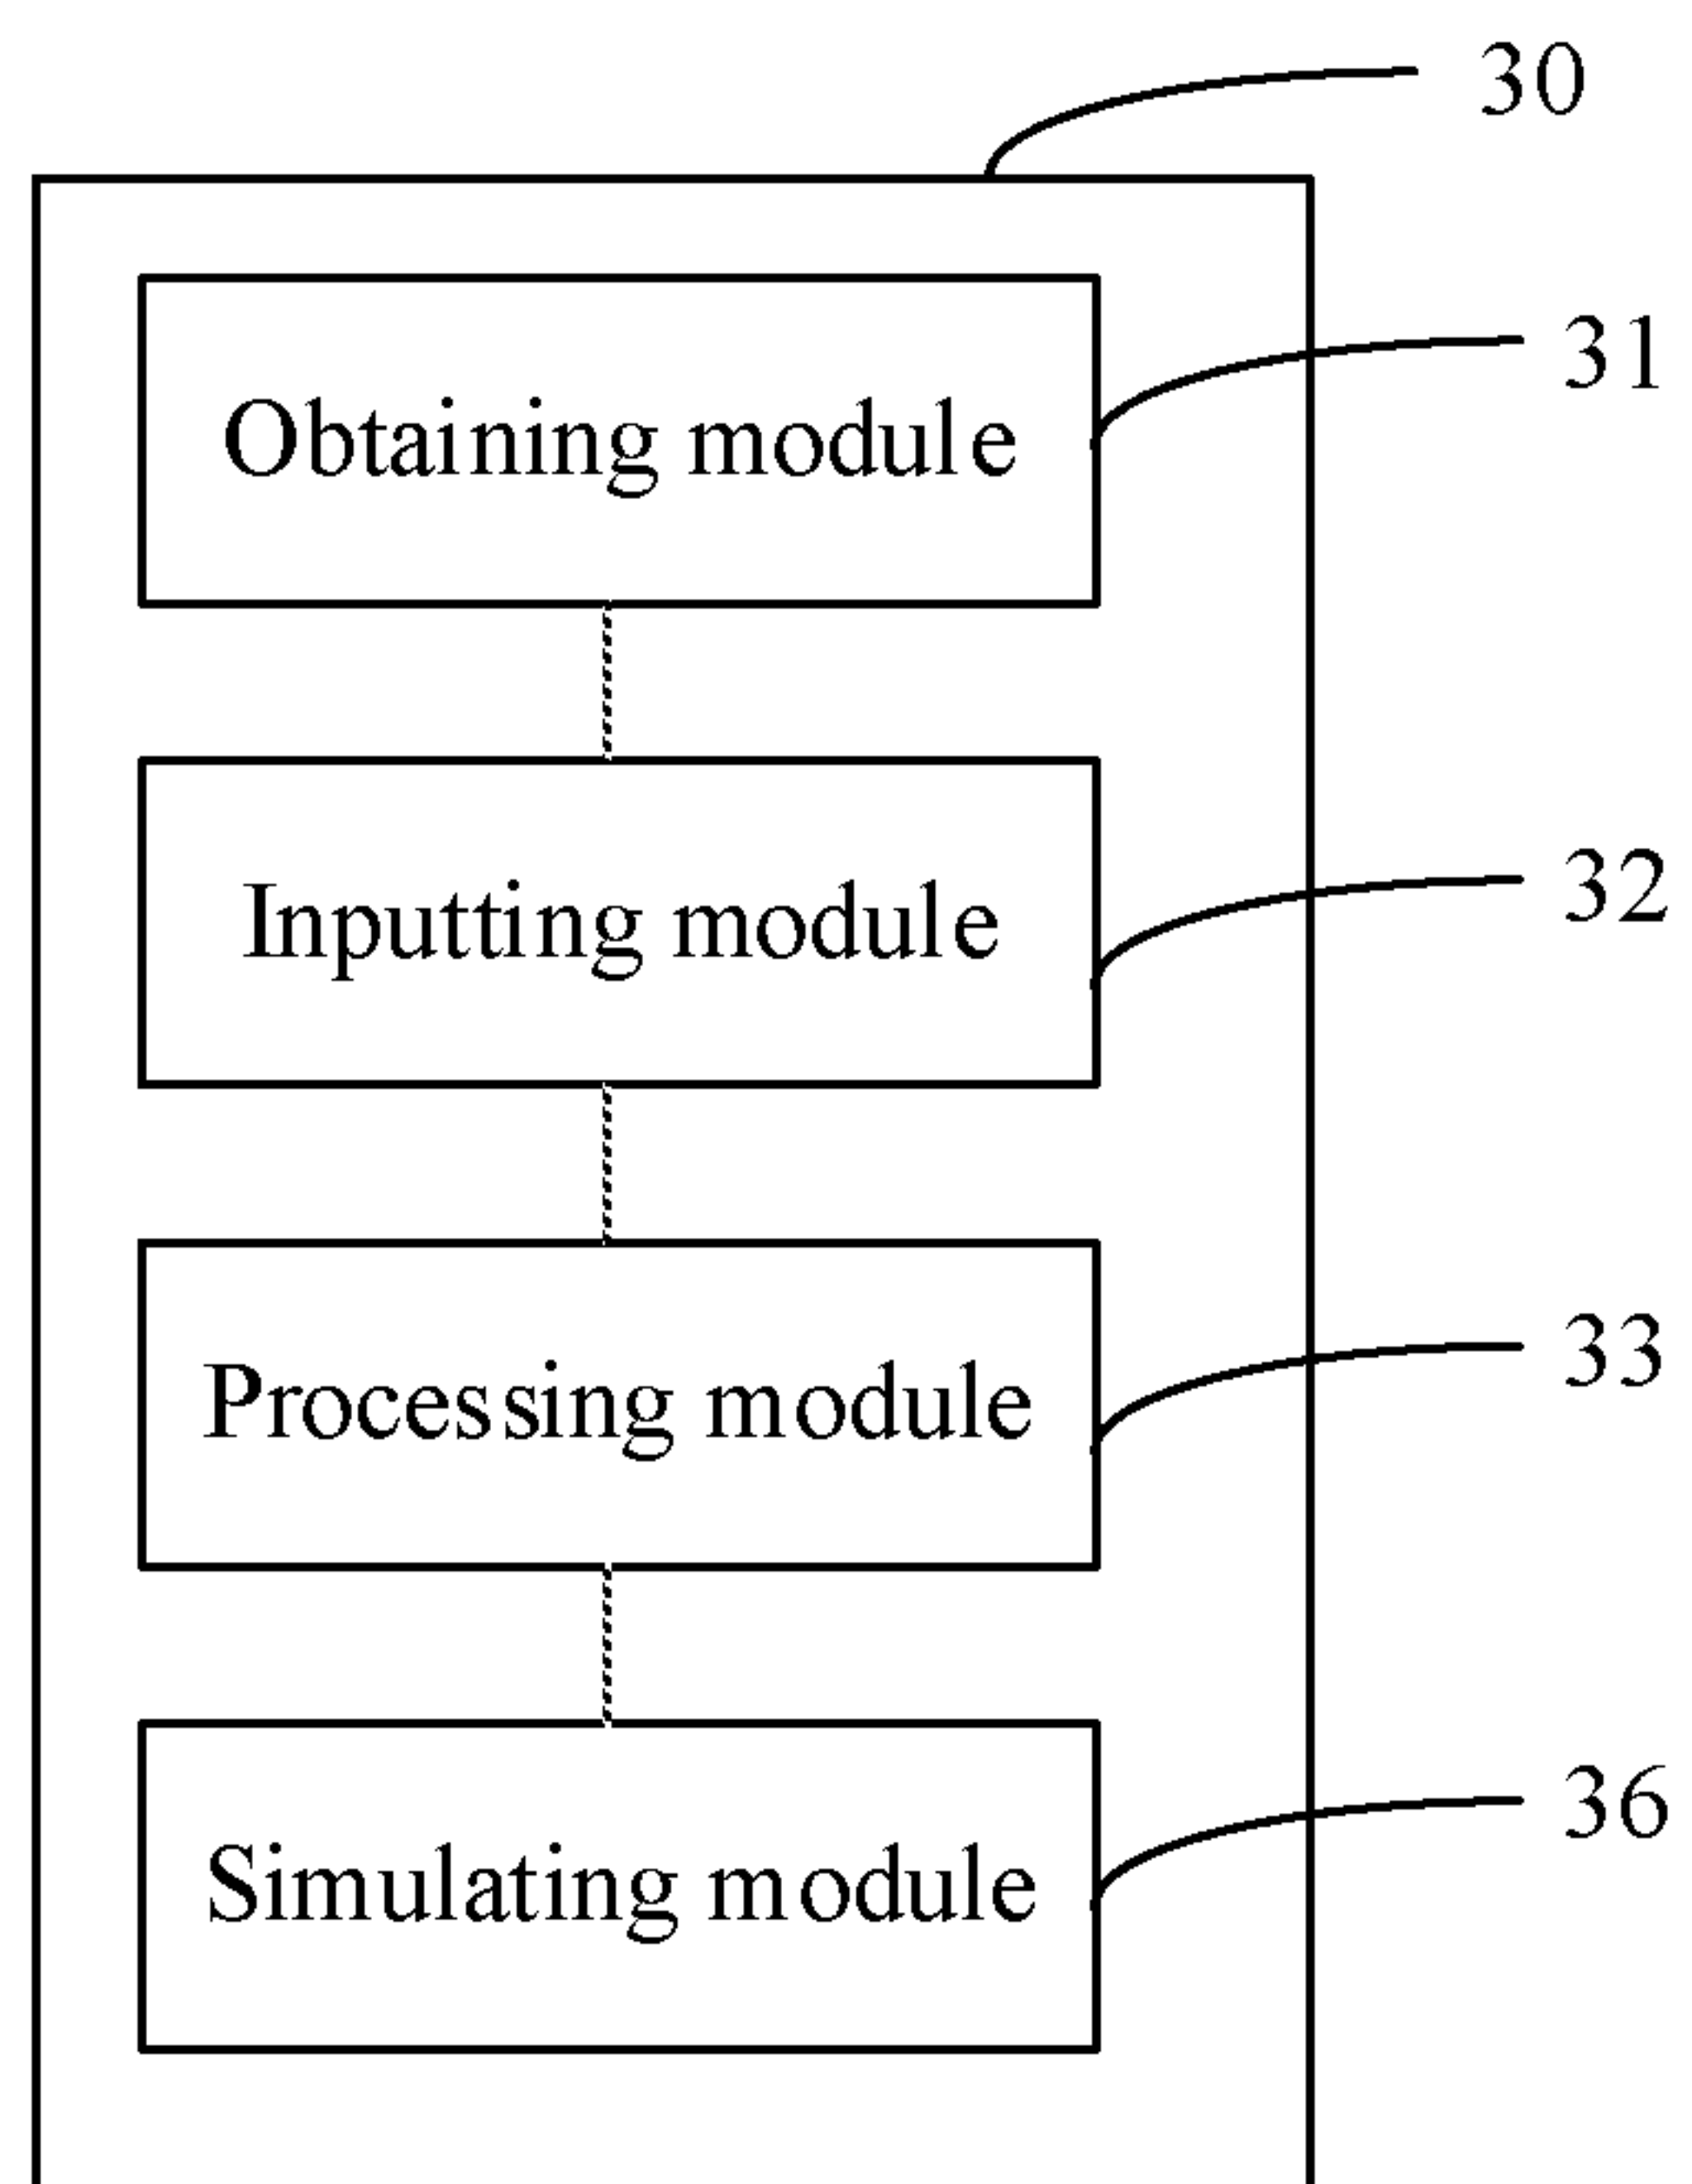 30
Obtaining module
31
Inputting module
32
Processing module
33
Simulating module
36